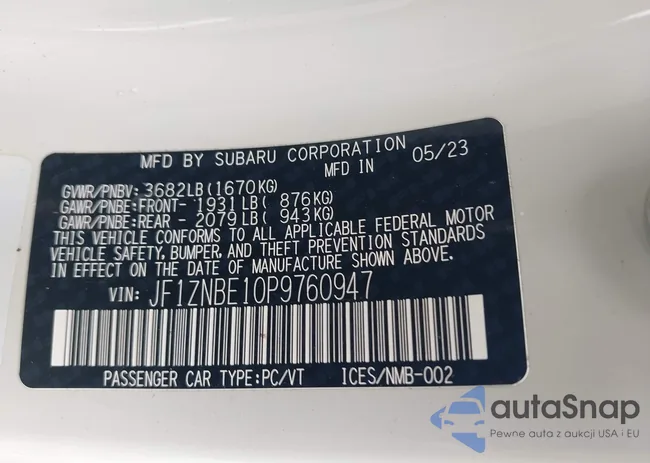 MFD BY SUBARU CORPORATION
MFD IN 05/23
GVWR/PNBV: 3682LB(1670KG)
GAWR/PNBE:FRONT- 1931LB( 876KG)
GAWR/PNBE:REAR - 2079LB( 943KG)
THIS VEHICLE CONFORMS TO ALL APPLICABLE FEDERAL MOTOR
VEHICLE SAFETY, BUMPER, AND THEFT PREVENTION STANDARDS
IN EFFECT ON THE DATE OF MANUFACTURE SHOWN ABOVE.
VIN: JF1ZNBE10P9760947
PASSENGER CAR TYPE:PC/VT ICES/NMB-002
autaSnap
Pewne auta z aukcji USA i EU